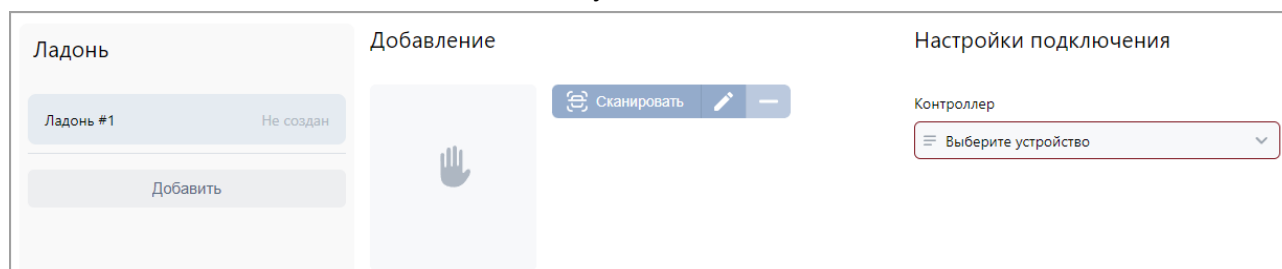 Ладонь
Ладонь #1 Не создан
Добавить
Добавление
Сканировать
Настройки подключения
Контроллер
Выберите устройство